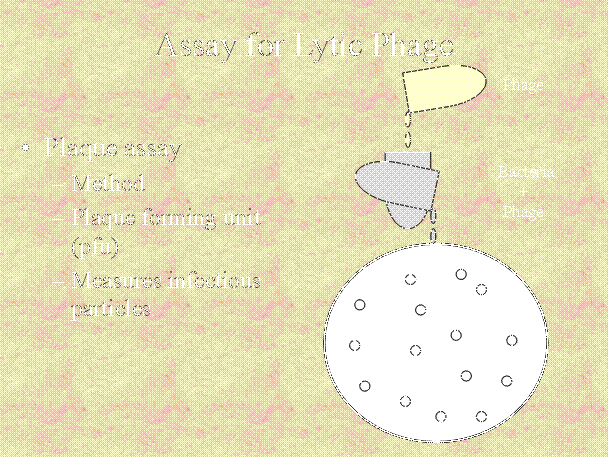 Assay for Lytic Phage
• Plaque assay
– Method
– Plaque forming unit
(pfu)
– Measures infectious
particles
Phage
Bacteria
+
Phage